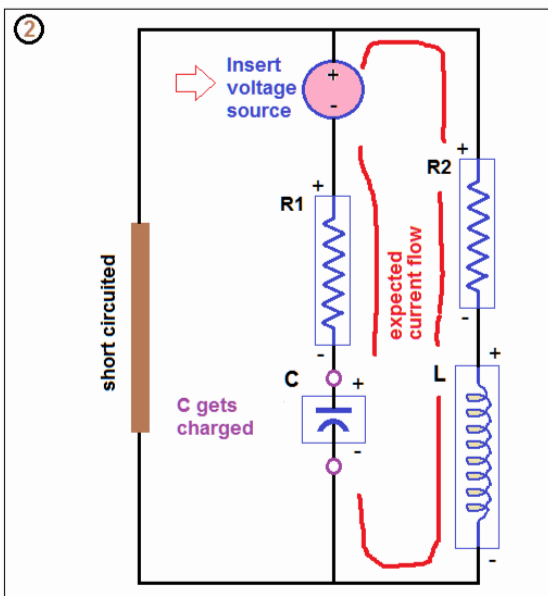 2
Insert
voltage
source
+
-
+
R1
-
+
R2
-
short circuited
expected
current flow
C
+
-
C gets
charged
L
+
-